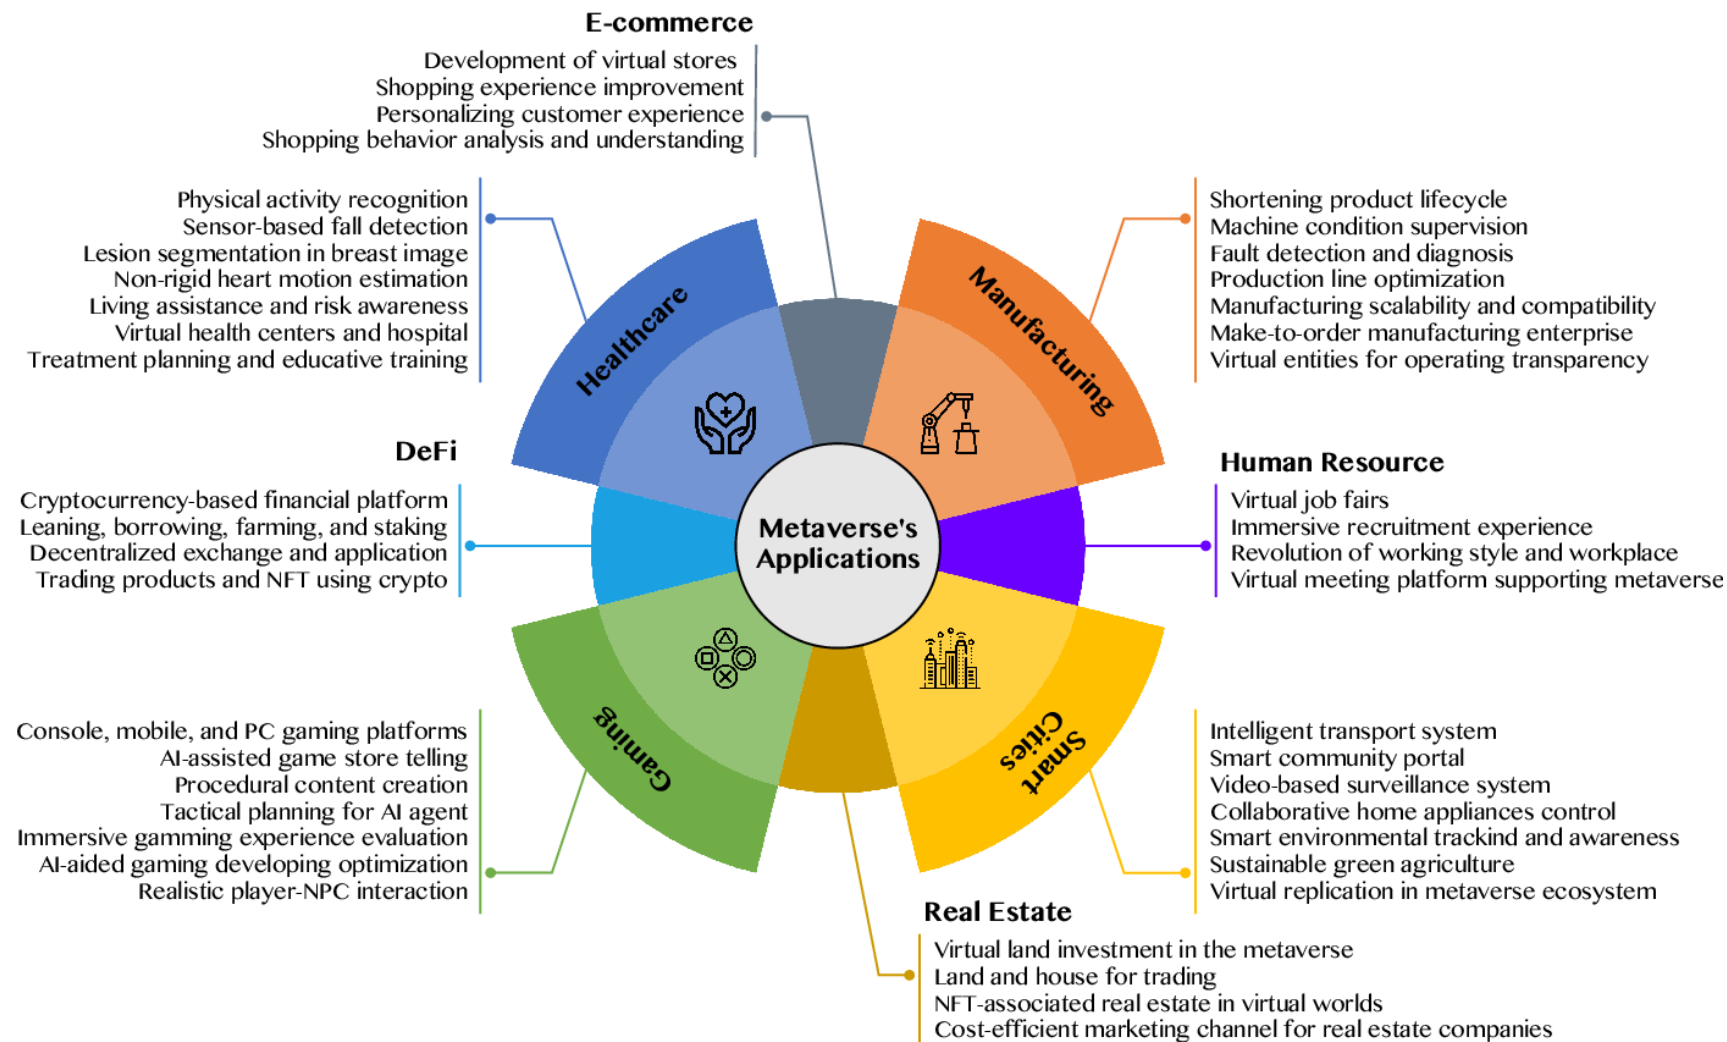 E-commerce
Development of virtual stores
Shopping experience improvement
Personalizing customer experience
Shopping behavior analysis and understanding
Physical activity recognition
Sensor-based fall detection
Lesion segmentation in breast image
Non-rigid heart motion estimation
Living assistance and risk awareness
Virtual health centers and hospital
Treatment planning and educative training
Healthcare
Manufacturing
Shortening product lifecycle
Machine condition supervision
Fault detection and diagnosis
Production line optimization
Manufacturing scalability and compatibility
Make-to-order manufacturing enterprise
Virtual entities for operating transparency
DeFi
Cryptocurrency-based financial platform
Leaning, borrowing, farming, and staking
Decentralized exchange and application
Trading products and NFT using crypto
Metaverse's
Applications
Human Resource
Virtual job fairs
Immersive recruitment experience
Revolution of working style and workplace
Virtual meeting platform supporting metaverse
Console, mobile, and PC gaming platforms
AI-assisted game store telling
Procedural content creation
Tactical planning for AI agent
Immersive gamming experience evaluation
AI-aided gaming developing optimization
Realistic player-NPC interaction
Gaming
Smart
Cities
Intelligent transport system
Smart community portal
Video-based surveillance system
Collaborative home appliances control
Smart environmental trackind and awareness
Sustainable green agriculture
Virtual replication in metaverse ecosystem
Real Estate
Virtual land investment in the metaverse
Land and house for trading
NFT-associated real estate in virtual worlds
Cost-efficient marketing channel for real estate companies